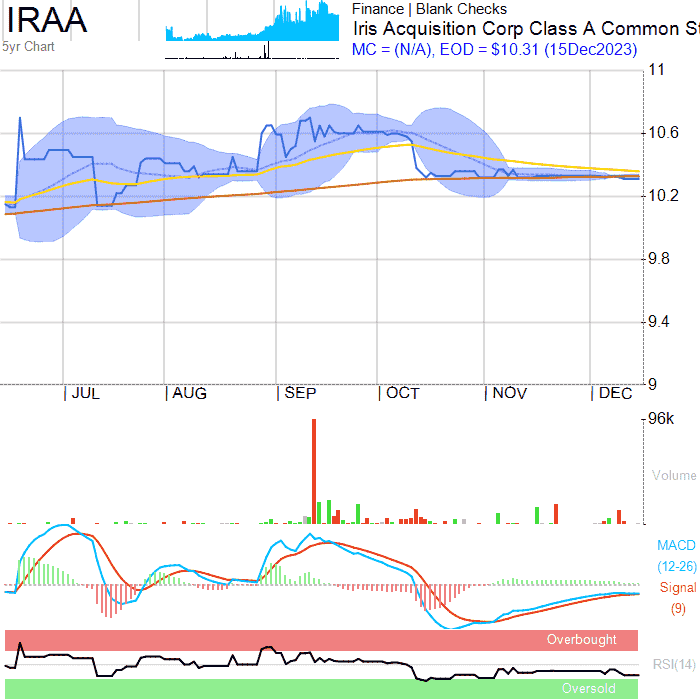 IRAA
5yr Chart
Finance | Blank Checks
Iris Acquisition Corp Class A Common
MC = (N/A), EOD = $10.31 (15Dec2023)
11
10.6
10.2
9.8
9.4
9
JUL AUG SEP OCT NOV DEC
96k
Volume
MACD
(12-26)
Signal
(9)
Overbought
RSI(14)
Oversold